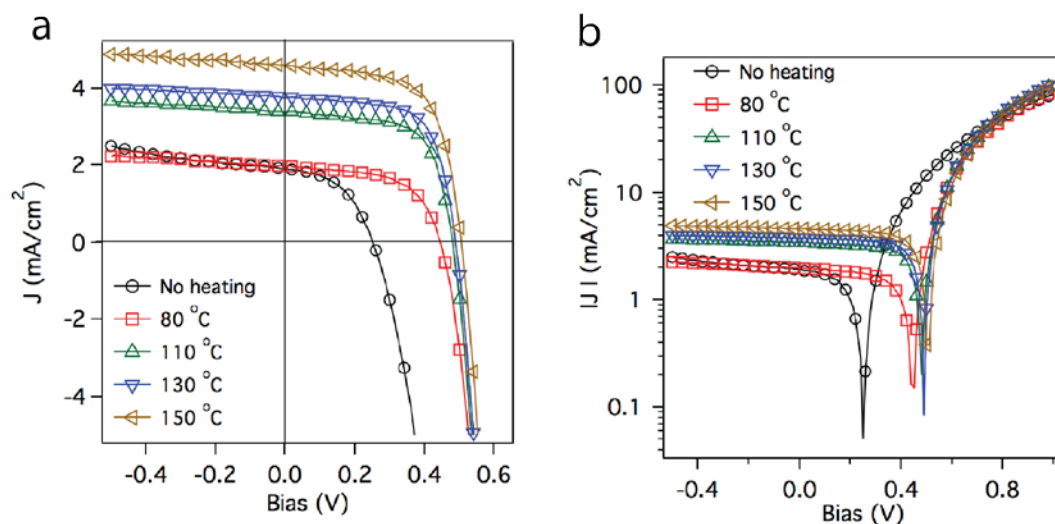 a
J (mA/cm²)
4
2
0
-2
-4
No heating
80 °C
110 °C
130 °C
150 °C
-0.4
-0.2
0.0
0.2
0.4
0.6
Bias (V)
b
|J| (mA/cm²)
100
10
1
0.1
No heating
80 °C
110 °C
130 °C
150 °C
-0.4
0.0
0.4
0.8
Bias (V)